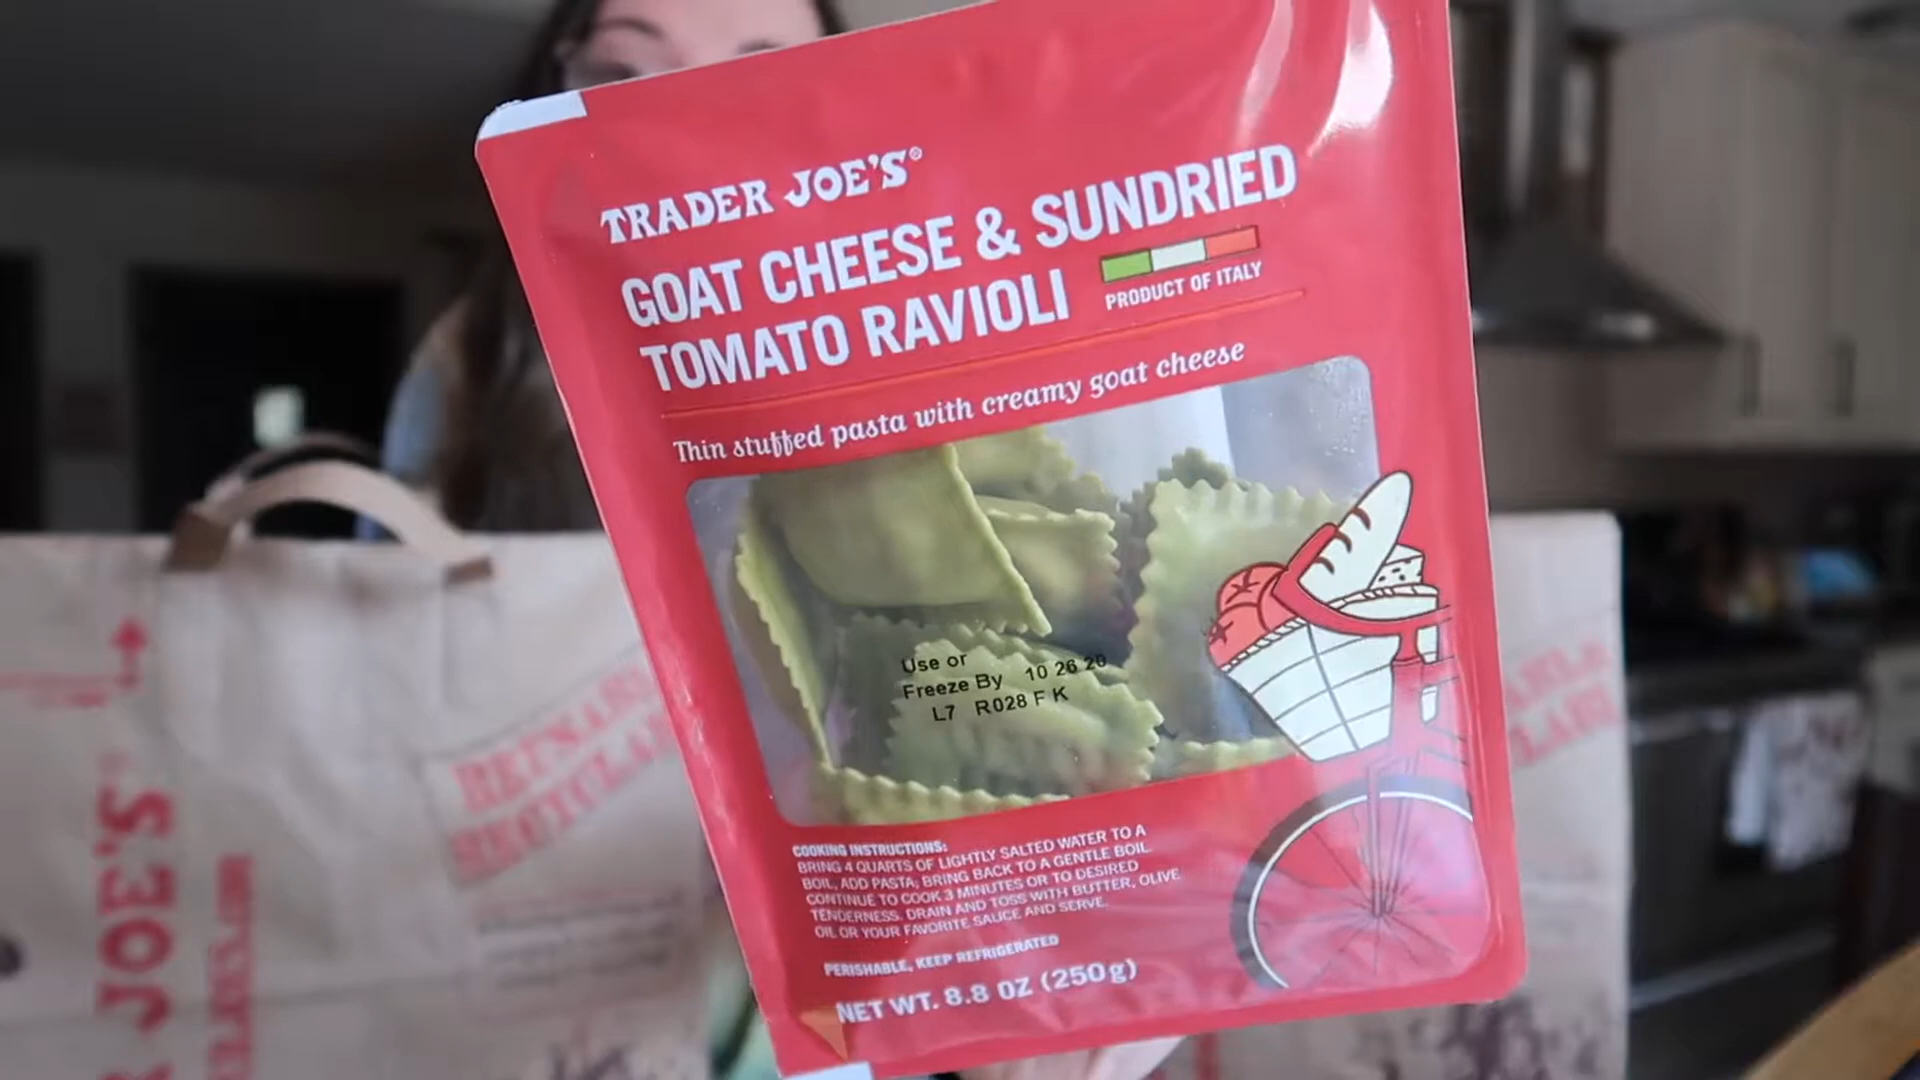 TRADER JOE'S®
GOAT CHEESE & SUNDRIED
TOMATO RAVIOLI
PRODUCT OF ITALY
Thin stuffed pasta with creamy goat cheese
Use or
Freeze By 10 26 20
L7 R028 F K
COOKING INSTRUCTIONS:
BRING 4 QUARTS OF LIGHTLY SALTED WATER TO A
BOIL, ADD PASTA; BRING BACK TO A GENTLE BOIL.
CONTINUE TO COOK 3 MINUTES OR TO DESIRED
TENDERNESS. DRAIN AND TOSS WITH BUTTER, OLIVE
OIL OR YOUR FAVORITE SAUCE AND SERVE.
PERISHABLE, KEEP REFRIGERATED
NET WT. 8.8 OZ (250g)
R JOE'S